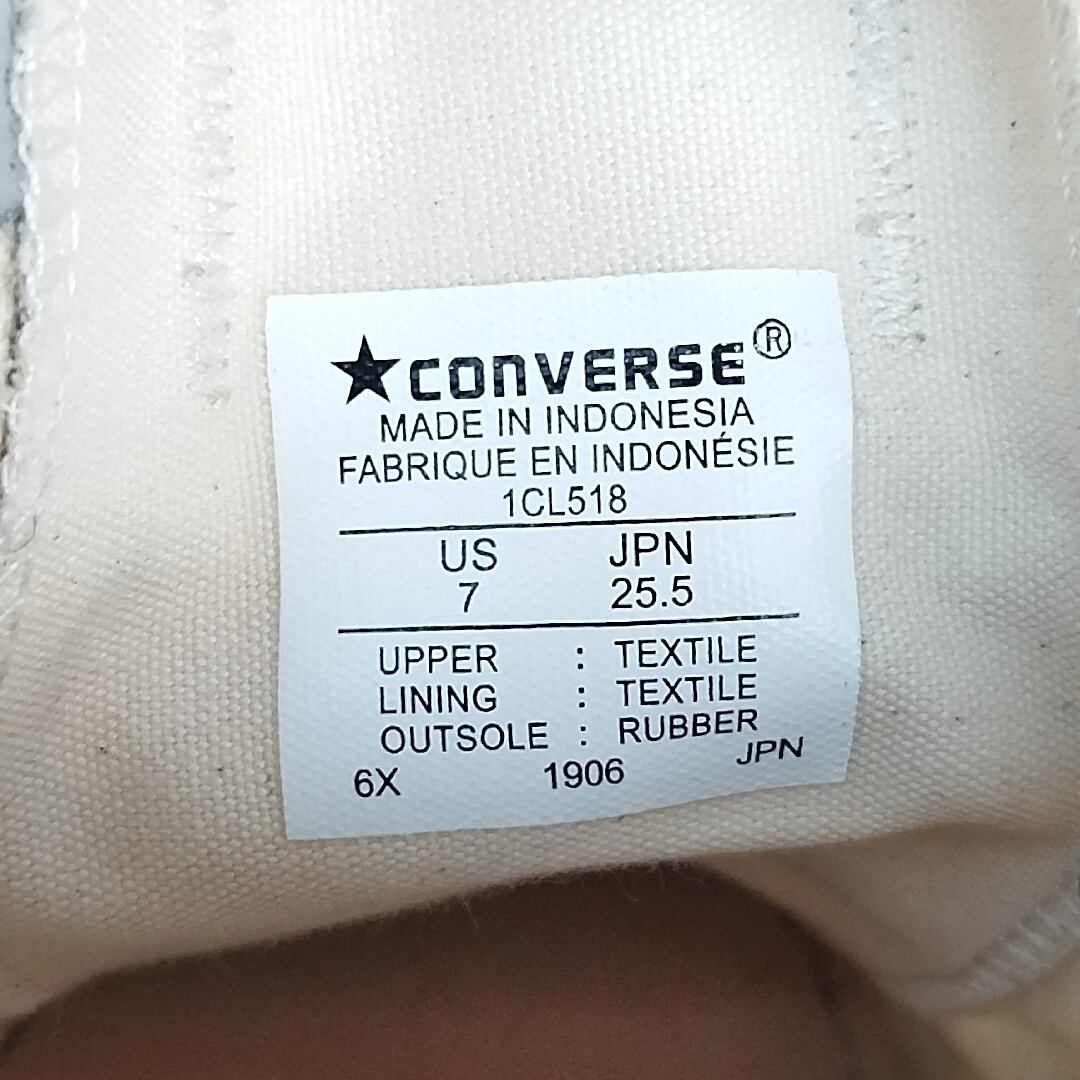 ★CONVERSE®
MADE IN INDONESIA
FABRIQUE EN INDONÉSIE
1CL518
US JPN
7 25.5
UPPER : TEXTILE
LINING : TEXTILE
OUTSOLE : RUBBER
6X 1906 JPN